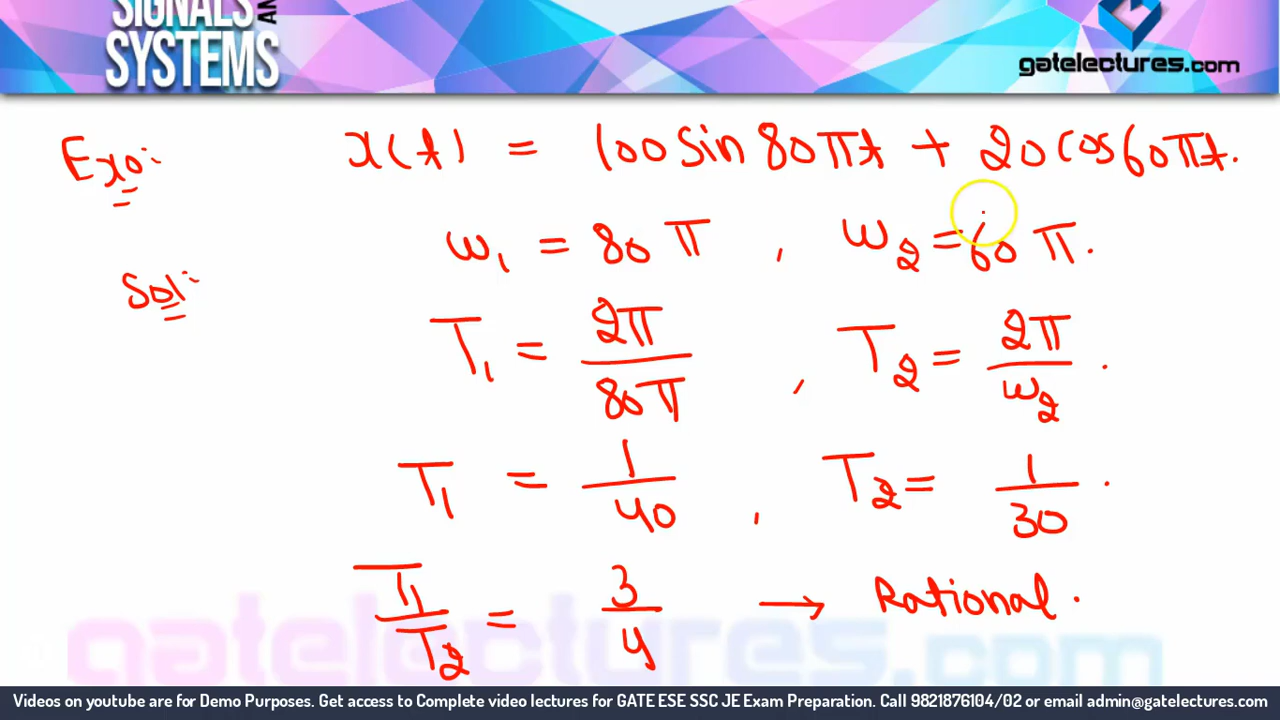 SIGNALS AND
SYSTEMS
gatelectures.com
Exo:
x(t) = 100 Sin 80πt + 20 Cos 60πt.
ω₁ = 80π , ω₂ = 60π.
Sol:
T₁ = 2π/80π , T₂ = 2π/ω₂ .
T₁ = 1/40 , T₂ = 1/30 .
T₁/T₂ = 3/4 → Rational.
gatelectures.com
Videos on youtube are for Demo Purposes. Get access to Complete video lectures for GATE ESE SSC JE Exam Preparation. Call 9821876104/02 or email admin@gatelectures.com